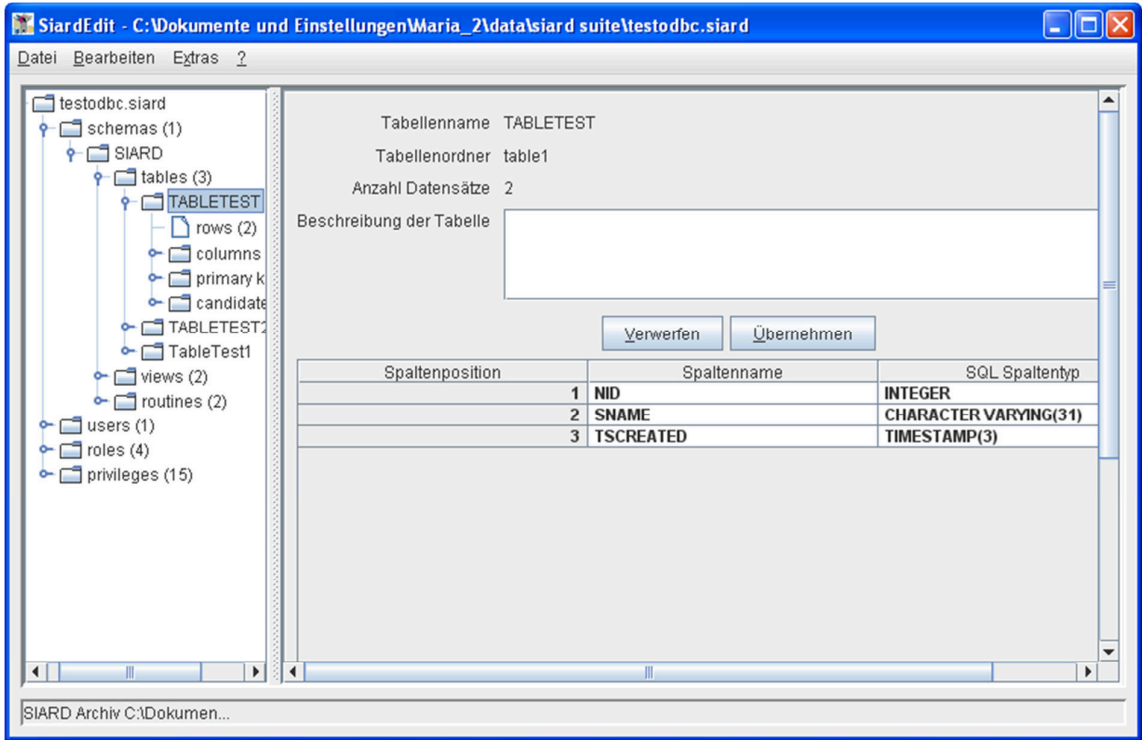 SiardEdit - C:\Dokumente und Einstellungen\Maria_2\data\siard suite\testodbc.siard
Datei Bearbeiten Extras ?
testodbc.siard
schemas (1)
SIARD
tables (3)
TABLETEST
rows (2)
columns
primary k
candidate
TABLETEST2
TableTest1
views (2)
routines (2)
users (1)
roles (4)
privileges (15)
Tabellenname TABLETEST
Tabellenordner table1
Anzahl Datensätze 2
Beschreibung der Tabelle
Verwerfen Übernehmen
Spaltenposition Spaltenname SQL Spaltentyp
1 NID INTEGER
2 SNAME CHARACTER VARYING(31)
3 TSCREATED TIMESTAMP(3)
SIARD Archiv C:\Dokumen...